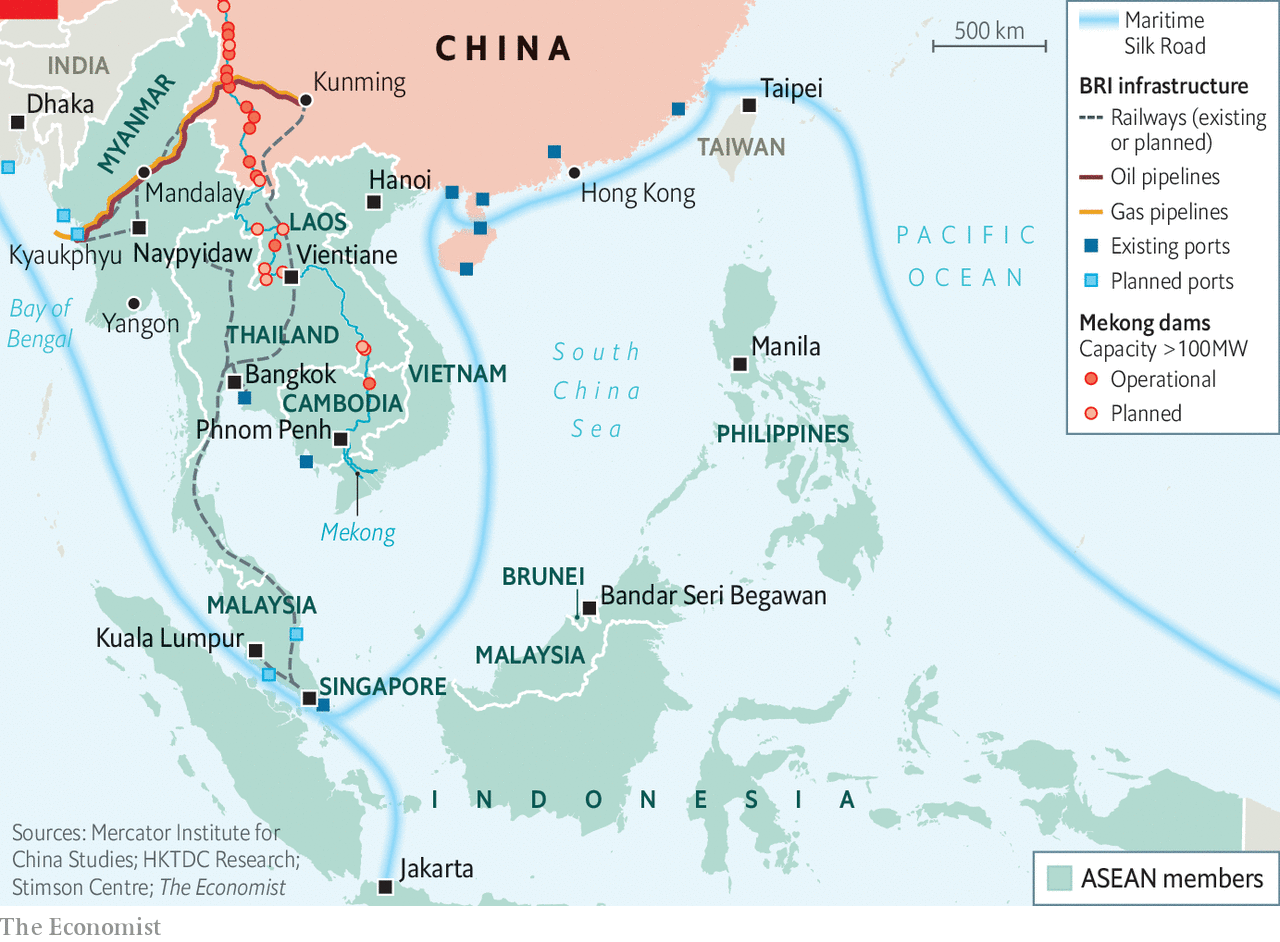 CHINA
500 km
Maritime
Silk Road
BRI infrastructure
Railways (existing
or planned)
Oil pipelines
Gas pipelines
Existing ports
Planned ports
Mekong dams
Capacity >100MW
Operational
Planned
INDIA
Dhaka
MYANMAR
Kunming
Taipei
TAIWAN
Mandalay
Hanoi
Hong Kong
LAOS
Kyaukphyu
Naypyidaw
Vientiane
PACIFIC
OCEAN
Bay of
Bengal
Yangon
THAILAND
South
China
Sea
Manila
Bangkok
VIETNAM
CAMBODIA
Phnom Penh
PHILIPPINES
Mekong
BRUNEI
Bandar Seri Begawan
MALAYSIA
Kuala Lumpur
MALAYSIA
SINGAPORE
INDONESIA
Jakarta
Sources: Mercator Institute for
China Studies; HKTDC Research;
Stimson Centre; The Economist
ASEAN members
The Economist